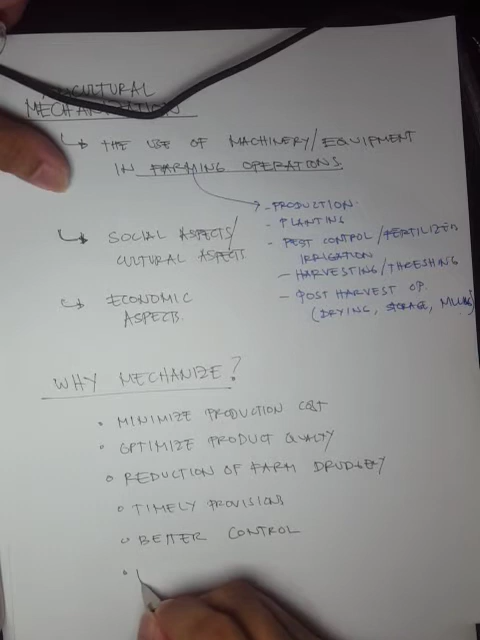 AGRICULTURAL
MECHANIZATION
THE USE OF MACHINERY/EQUIPMENT
IN FARMING OPERATIONS
- PRODUCTION
- PLANTING
- PEST CONTROL/FERTILIZER
IRRIGATION
- HARVESTING/THRESHING
- POST HARVEST OP.
(DRYING, STORAGE,
SOCIAL ASPECTS/
CULTURAL ASPECTS
ECONOMIC
ASPECTS.
WHY MECHANIZE?
• MINIMIZE PRODUCTION COST
• OPTIMIZE PRODUCT QUALITY
• REDUCTION OF FARM DRUDGERY
• TIMELY PROVISIONS
• BETTER CONTROL
•